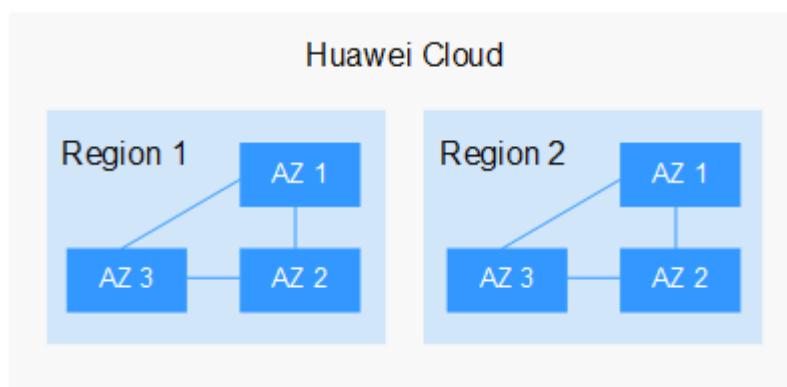 Huawei Cloud
Region 1
AZ 1
AZ 3
AZ 2
Region 2
AZ 1
AZ 3
AZ 2